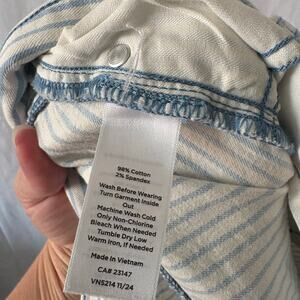 98% Cotton
2% Spandex
Wash Before Wearing
Turn Garment Inside
Out
Machine Wash Cold
Only Non-Chlorine
Bleach When Needed
Tumble Dry Low
Warm Iron, If Needed
Made In Vietnam
CA# 23147
VN5214 11/24